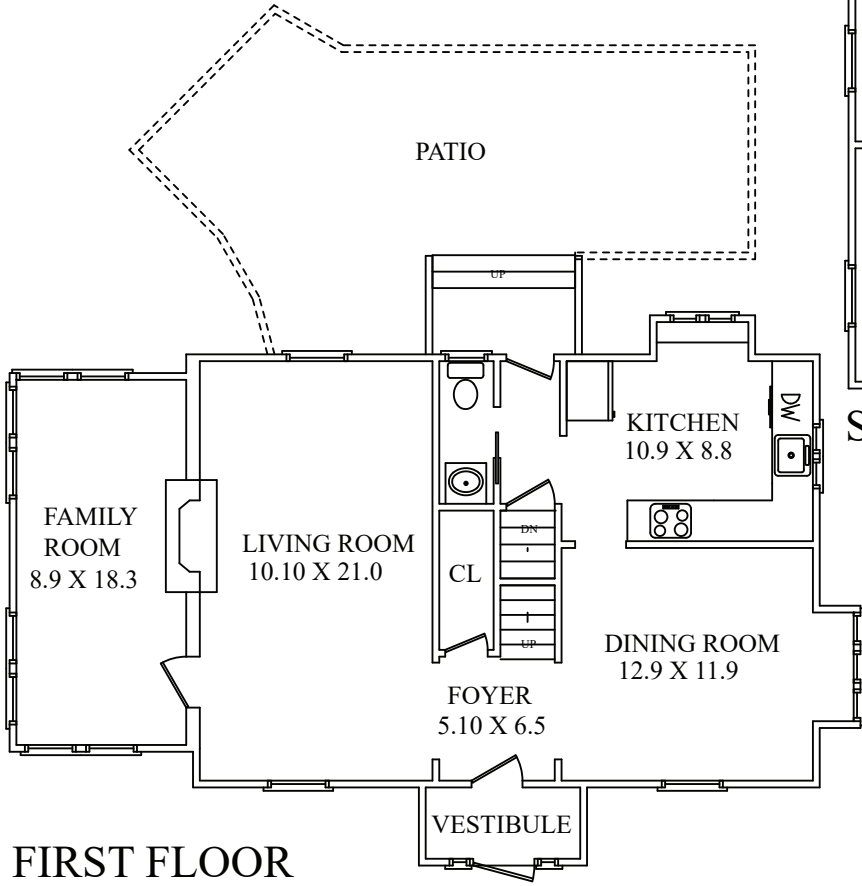 PATIO
UP
KITCHEN
10.9 X 8.8
DW
S
FAMILY
ROOM
8.9 X 18.3
LIVING ROOM
10.10 X 21.0
CL
DN
UP
DINING ROOM
12.9 X 11.9
FOYER
5.10 X 6.5
VESTIBULE
FIRST FLOOR